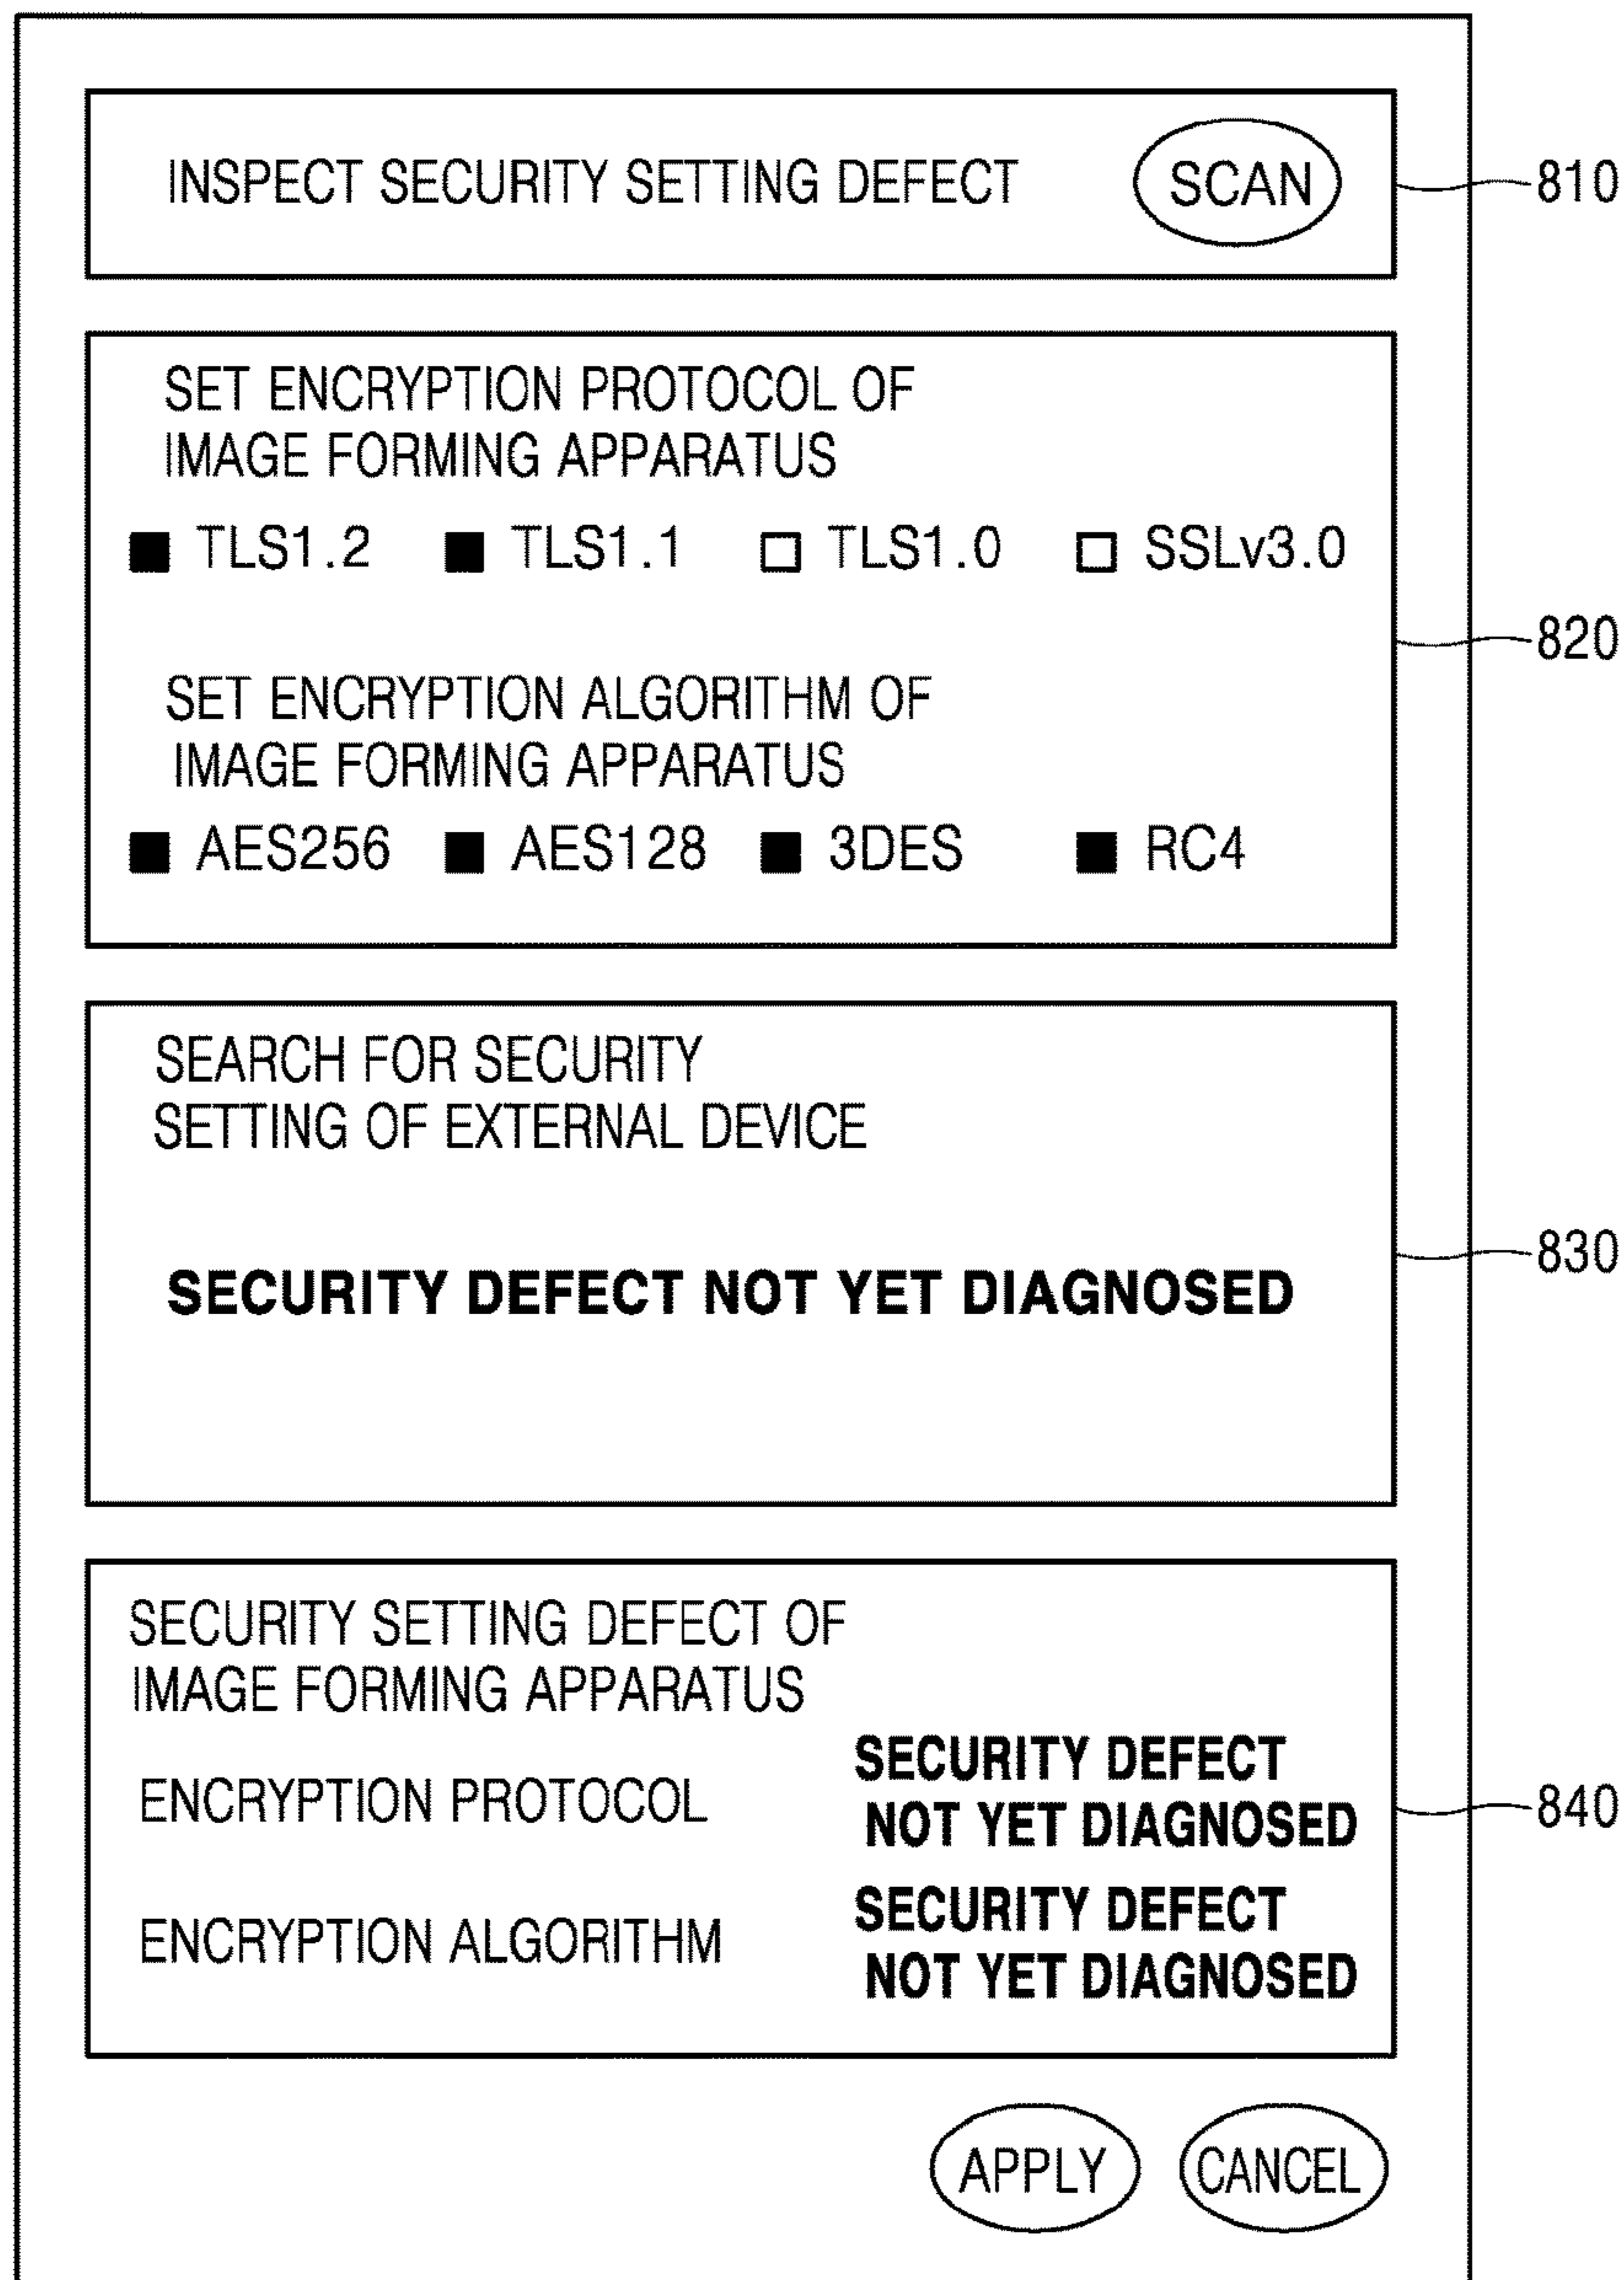 INSPECT SECURITY SETTING DEFECT SCAN
810
SET ENCRYPTION PROTOCOL OF
IMAGE FORMING APPARATUS
TLS1.2 TLS1.1 TLS1.0 SSLv3.0
820
SET ENCRYPTION ALGORITHM OF
IMAGE FORMING APPARATUS
AES256 AES128 3DES RC4
SEARCH FOR SECURITY
SETTING OF EXTERNAL DEVICE
830
SECURITY DEFECT NOT YET DIAGNOSED
SECURITY SETTING DEFECT OF
IMAGE FORMING APPARATUS
ENCRYPTION PROTOCOL
SECURITY DEFECT
NOT YET DIAGNOSED
840
ENCRYPTION ALGORITHM
SECURITY DEFECT
NOT YET DIAGNOSED
APPLY CANCEL